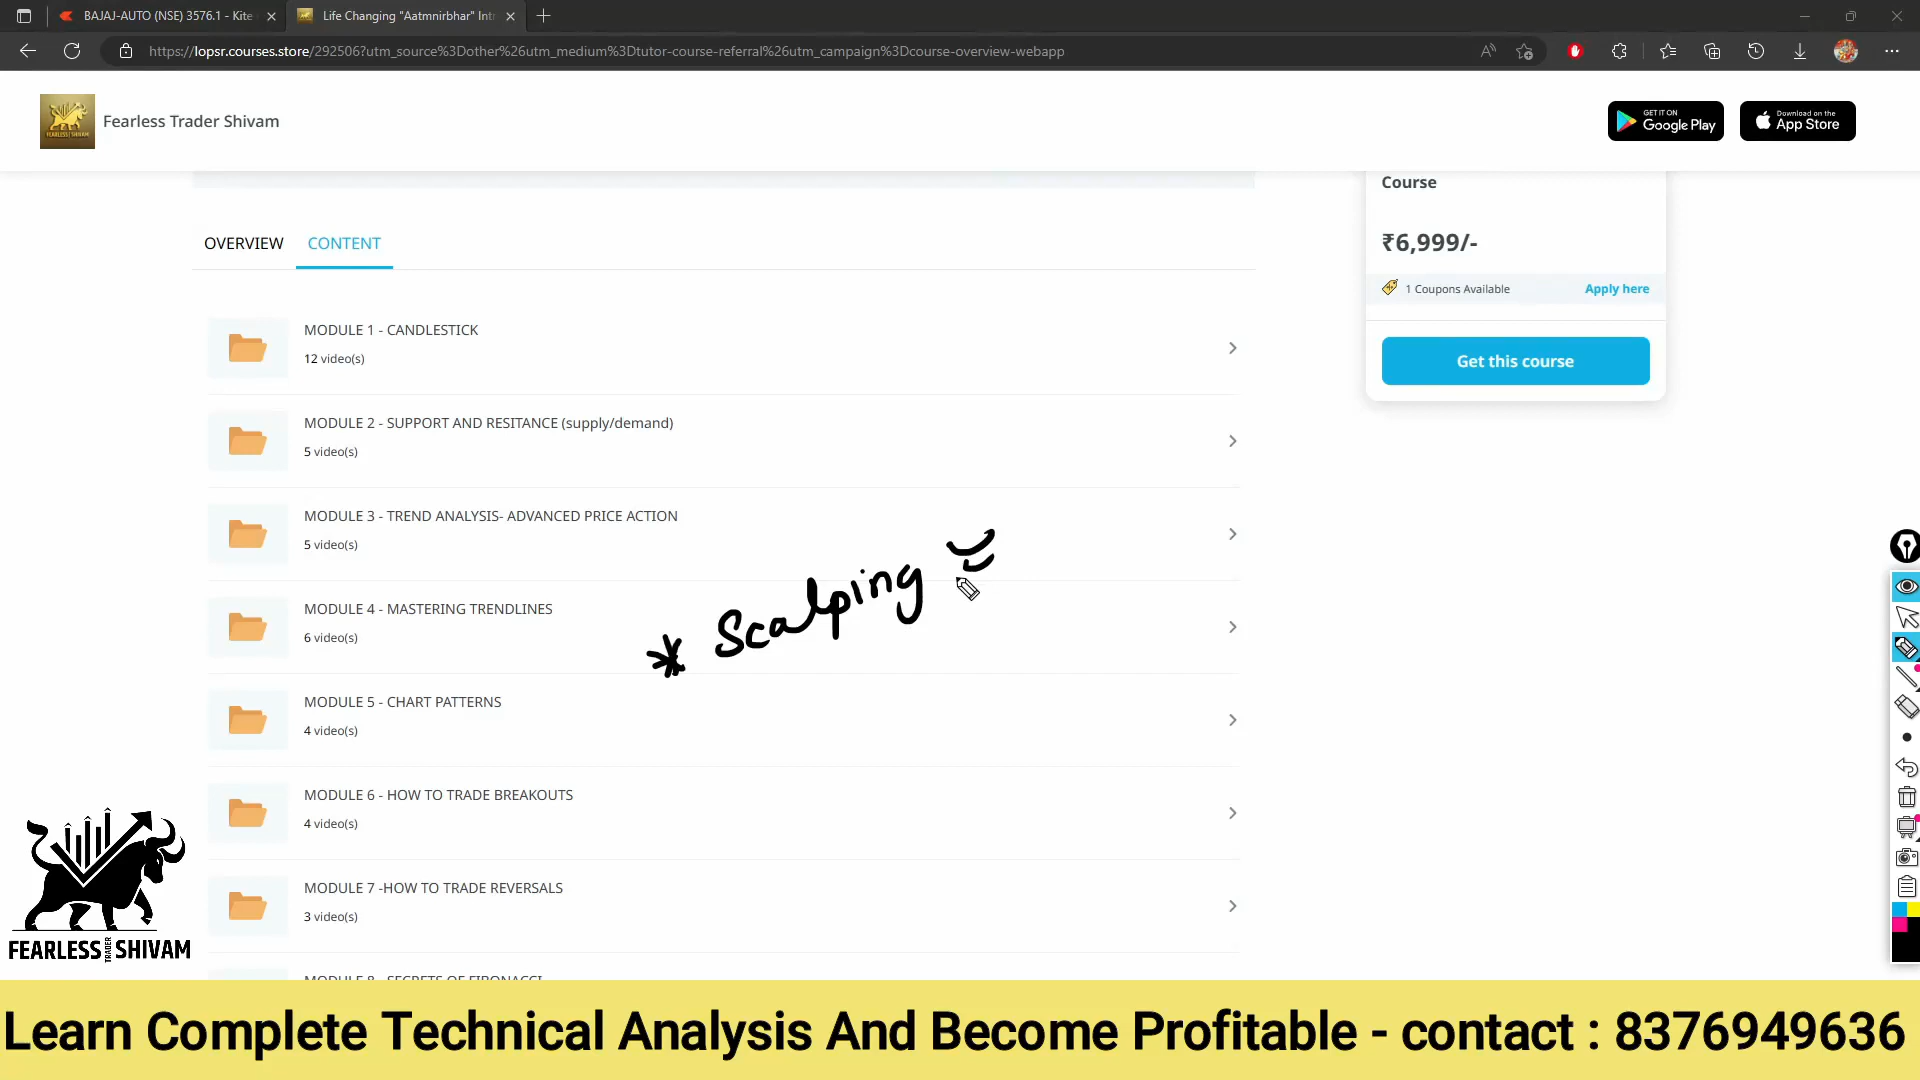 BAJAJ-AUTO (NSE) 3576.1 - Kite
Life Changing "Aatmnirbhar" Intr
https://lopsr.courses.store/292506?utm_source%3Dother%26utm_medium%3Dtutor-course-referral%26utm_campaign%3Dcourse-overview-webapp
Fearless Trader Shivam
GET IT ON
Google Play
Download on the
App Store
Course
₹6,999/-
1 Coupons Available
Apply here
Get this course
OVERVIEW
CONTENT
MODULE 1 - CANDLESTICK
12 video(s)
MODULE 2 - SUPPORT AND RESITANCE (supply/demand)
5 video(s)
MODULE 3 - TREND ANALYSIS- ADVANCED PRICE ACTION
5 video(s)
MODULE 4 - MASTERING TRENDLINES
6 video(s)
* Scalping
MODULE 5 - CHART PATTERNS
4 video(s)
MODULE 6 - HOW TO TRADE BREAKOUTS
4 video(s)
MODULE 7 -HOW TO TRADE REVERSALS
3 video(s)
MODULE 8 - SECRETS OF FIBONACCI
FEARLESS TRADER SHIVAM
Learn Complete Technical Analysis And Become Profitable - contact : 8376949636